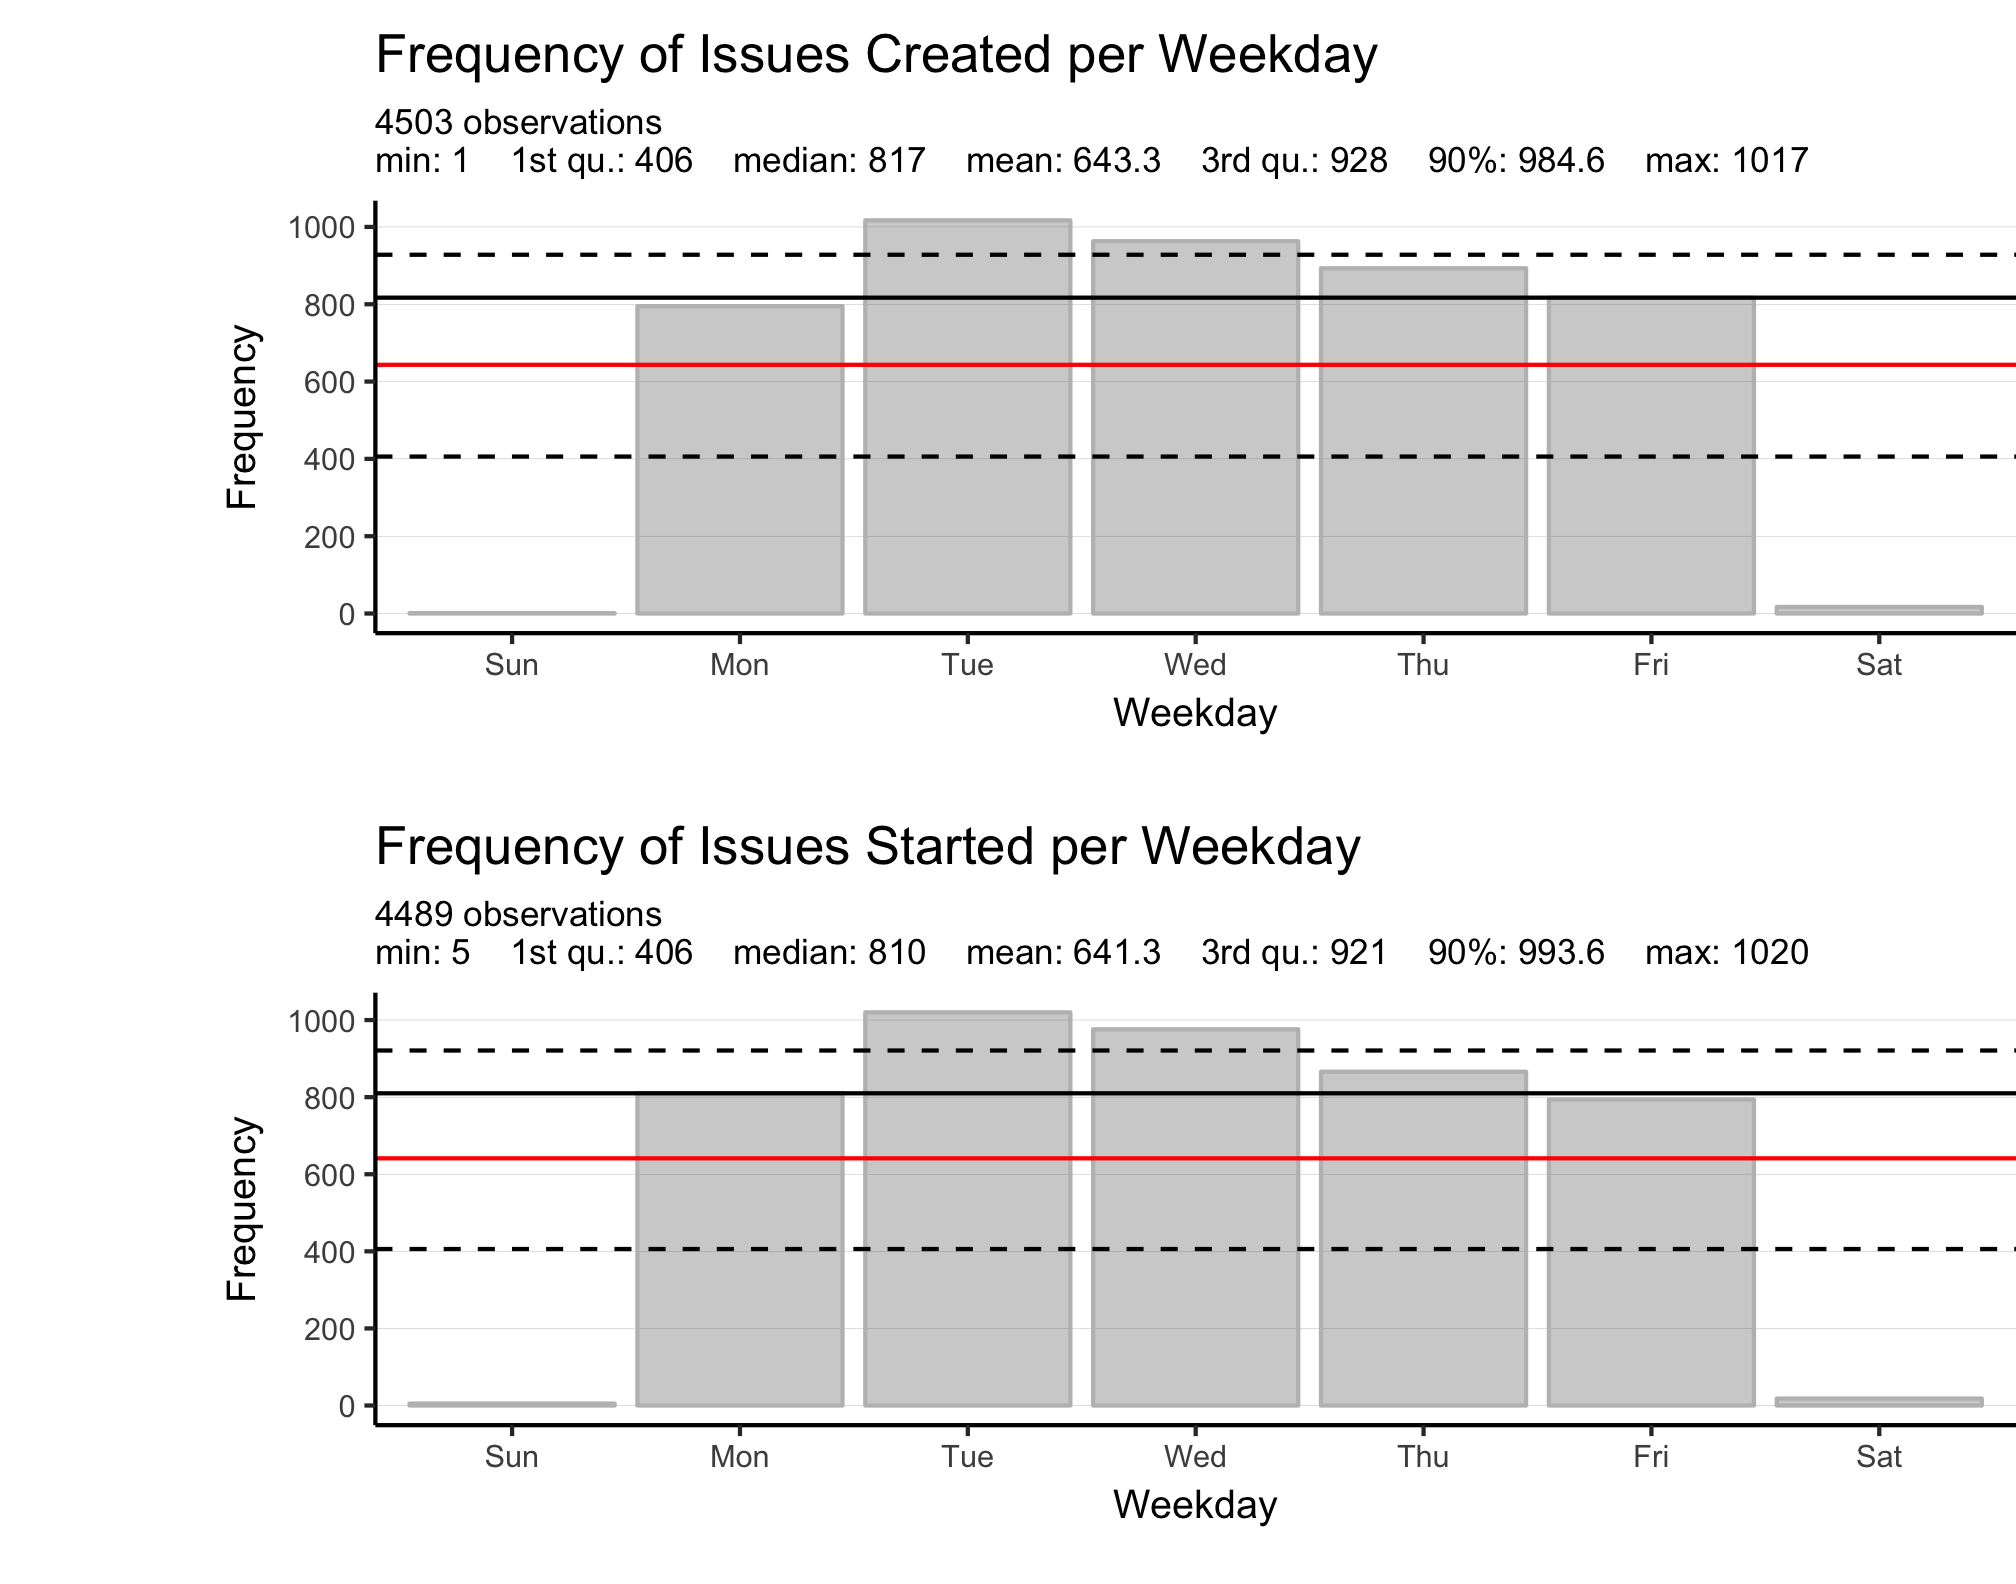 Frequency of Issues Created per Weekday
4503 observations
min: 1 1st qu.: 406 median: 817 mean: 643.3 3rd qu.: 928 90%: 984.6 max: 1017
Frequency
1000
800
600
400
200
0
Sun Mon Tue Wed Thu Fri Sat
Weekday
Frequency of Issues Started per Weekday
4489 observations
min: 5 1st qu.: 406 median: 810 mean: 641.3 3rd qu.: 921 90%: 993.6 max: 1020
Frequency
1000
800
600
400
200
0
Sun Mon Tue Wed Thu Fri Sat
Weekday